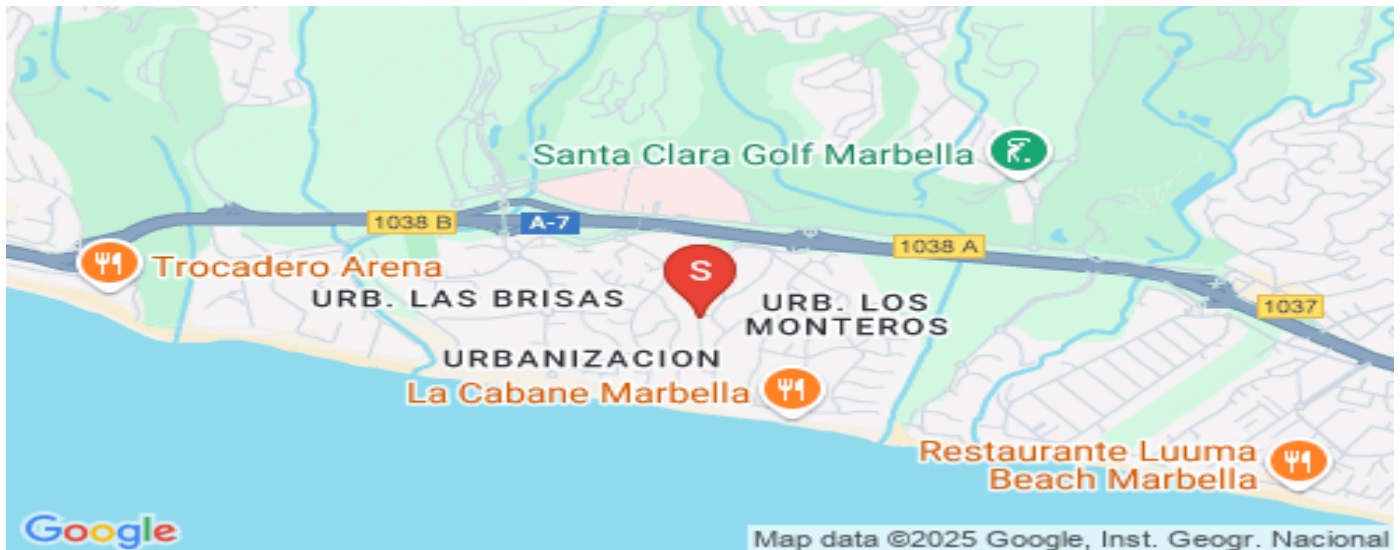 Santa Clara Golf Marbella
1038 B
A-7
1038 A
Trocadero Arena
S
URB. LAS BRISAS
URB. LOS
MONTEROS
1037
URBANIZACION
La Cabane Marbella
Restaurante Luuma
Beach Marbella
Google
Map data ©2025 Google, Inst. Geogr. Nacional